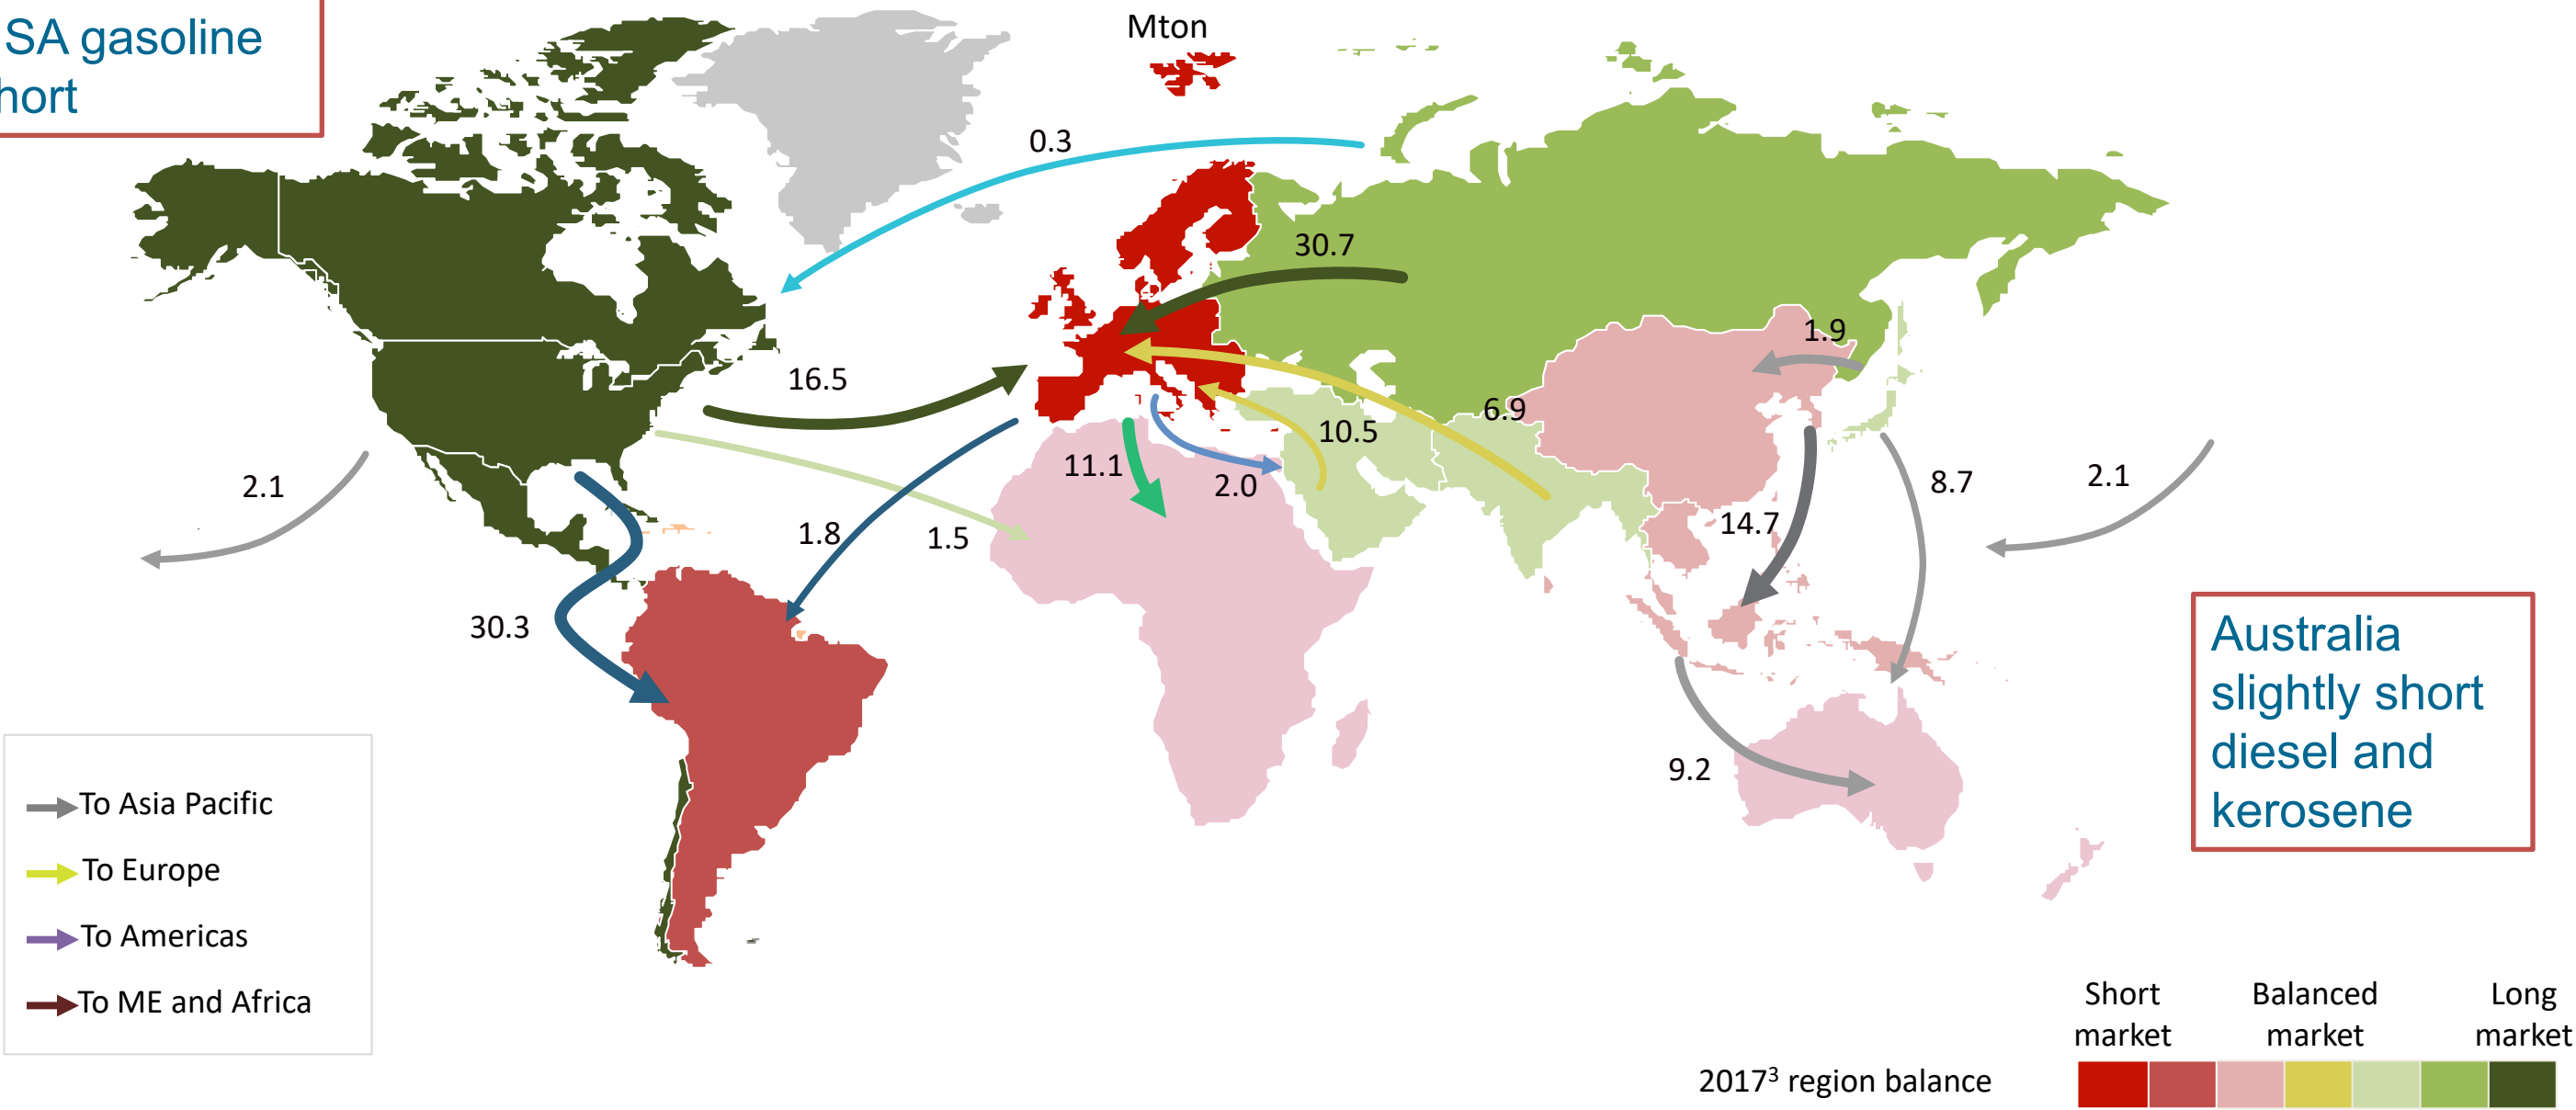 SA gasoline
hort
Mton
0.3
30.7
1.9
16.5
6.9
10.5
11.1
2.0
2.1
8.7
2.1
14.7
1.8
1.5
30.3
9.2
Australia
slightly short
diesel and
kerosene
To Asia Pacific
To Europe
To Americas
To ME and Africa
Short
market
Balanced
market
Long
market
2017³ region balance